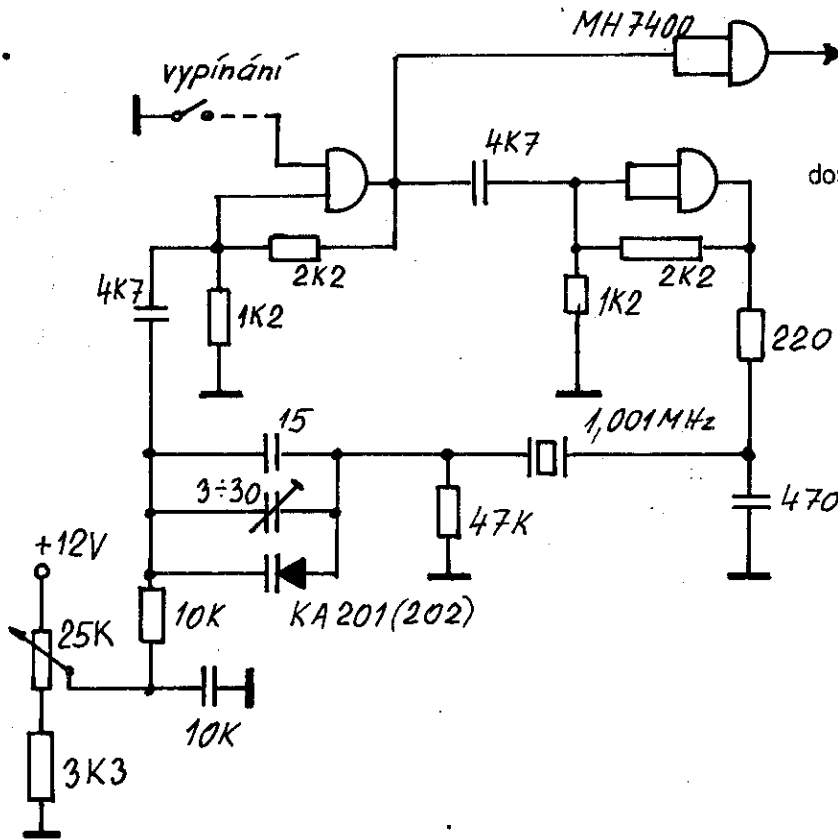 MH7400
vypínání
4K7
do
2K2
2K2
4K7
1K2
1K2
220
15
1,001MHz
3÷30
47K
470
+12V
KA201(202)
10K
25K
10K
3K3